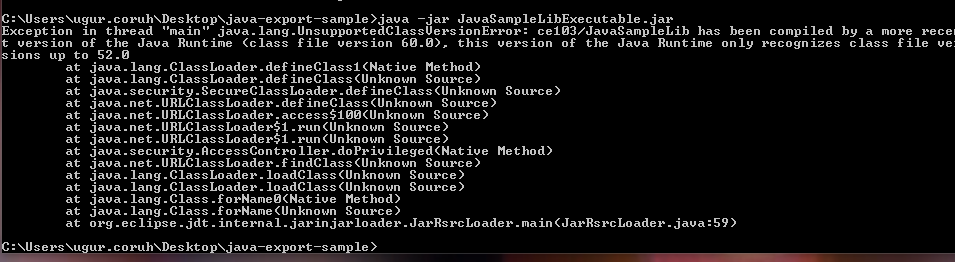 C:\Users\ugur.coruh\Desktop\java-export-sample>java -jar JavaSampleLibExecutable.jar
Exception in thread "main" java.lang.UnsupportedClassVersionError: ce103/JavaSampleLib has been compiled by a more recen
t version of the Java Runtime (class file version 60.0), this version of the Java Runtime only recognizes class file ver
sions up to 52.0
        at java.lang.ClassLoader.defineClass1(Native Method)
        at java.lang.ClassLoader.defineClass(Unknown Source)
        at java.security.SecureClassLoader.defineClass(Unknown Source)
        at java.net.URLClassLoader.defineClass(Unknown Source)
        at java.net.URLClassLoader.access$100(Unknown Source)
        at java.net.URLClassLoader$1.run(Unknown Source)
        at java.net.URLClassLoader$1.run(Unknown Source)
        at java.security.AccessController.doPrivileged(Native Method)
        at java.net.URLClassLoader.findClass(Unknown Source)
        at java.lang.ClassLoader.loadClass(Unknown Source)
        at java.lang.ClassLoader.loadClass(Unknown Source)
        at java.lang.Class.forName0(Native Method)
        at java.lang.Class.forName(Unknown Source)
        at org.eclipse.jdt.internal.jarinjarloader.JarRsrcLoader.main(JarRsrcLoader.java:59)
C:\Users\ugur.coruh\Desktop\java-export-sample>